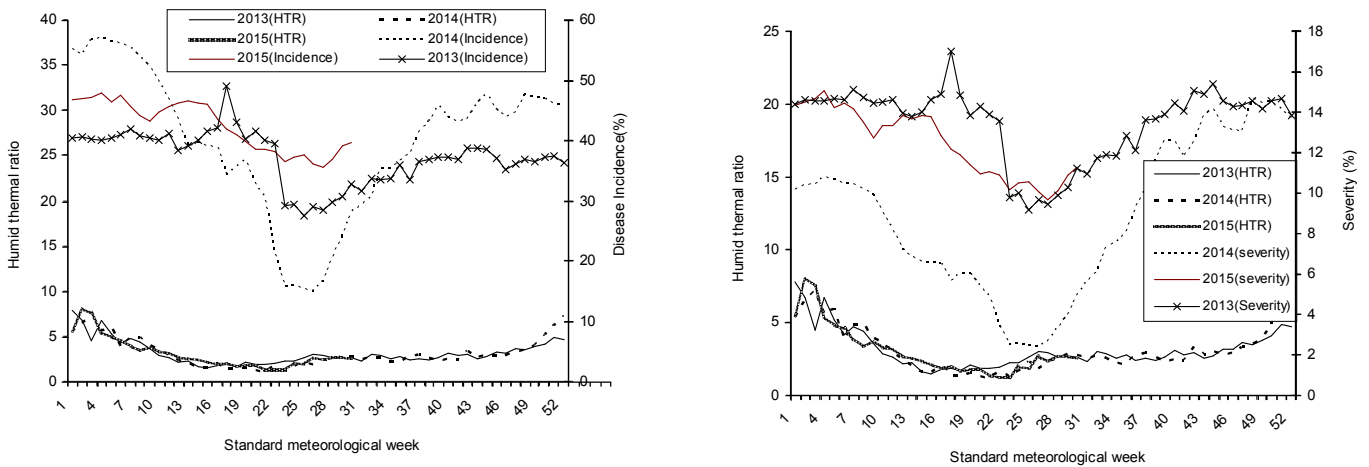 2013(HTR) 2014(HTR)
2015(HTR) 2014(Incidence)
2015(Incidence) 2013(Incidence)
Humid thermal ratio
40
35
30
25
20
15
10
5
0
60
50
40
30
20
10
0
Disease Incidence(%)
1 4 7 10 13 16 19 22 25 28 31 34 37 40 43 46 49 52
Standard meteorological week
Humid thermal ratio
25
20
15
10
5
0
18
16
14
12
10
8
6
4
2
0
Severity (%)
2013(HTR)
2014(HTR)
2015(HTR)
2014(severity)
2015(severity)
2013(Severity)
1 4 7 10 13 16 19 22 25 28 31 34 37 40 43 46 49 52
Standard meteorological week